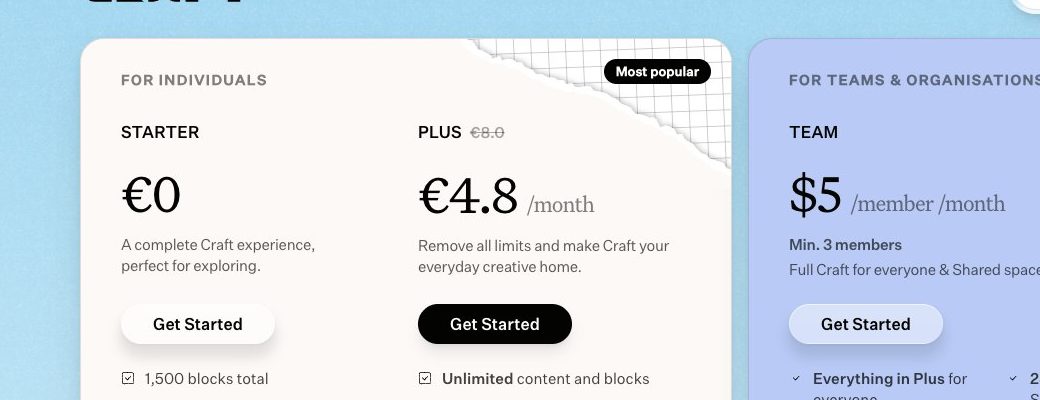 FOR INDIVIDUALS
Most popular
STARTER
€0
A complete Craft experience,
perfect for exploring.
Get Started
1,500 blocks total
PLUS €8.0
€4.8 /month
Remove all limits and make Craft your
everyday creative home.
Get Started
Unlimited content and blocks
FOR TEAMS & ORGANISATIONS
TEAM
$5 /member /month
Min. 3 members
Full Craft for everyone & Shared space
Get Started
Everything in Plus for
everyone